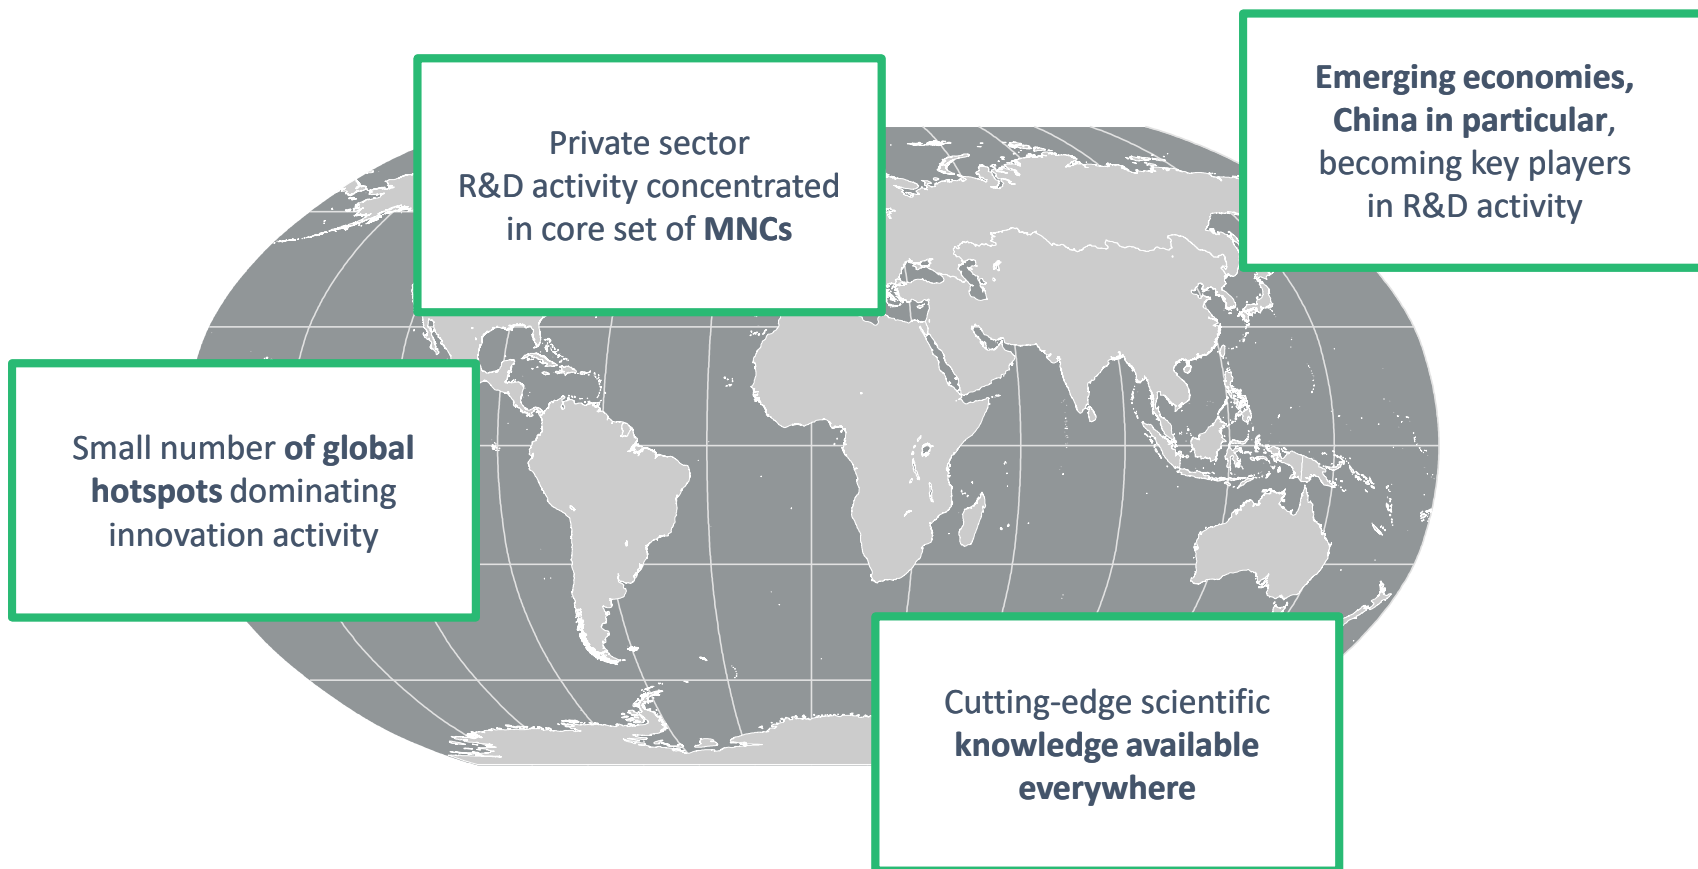 Emerging economies,
China in particular,
becoming key players
in R&D activity
Private sector
R&D activity concentrated
in core set of MNCs
Small number of global
hotspots dominating
innovation activity
Cutting-edge scientific
knowledge available
everywhere